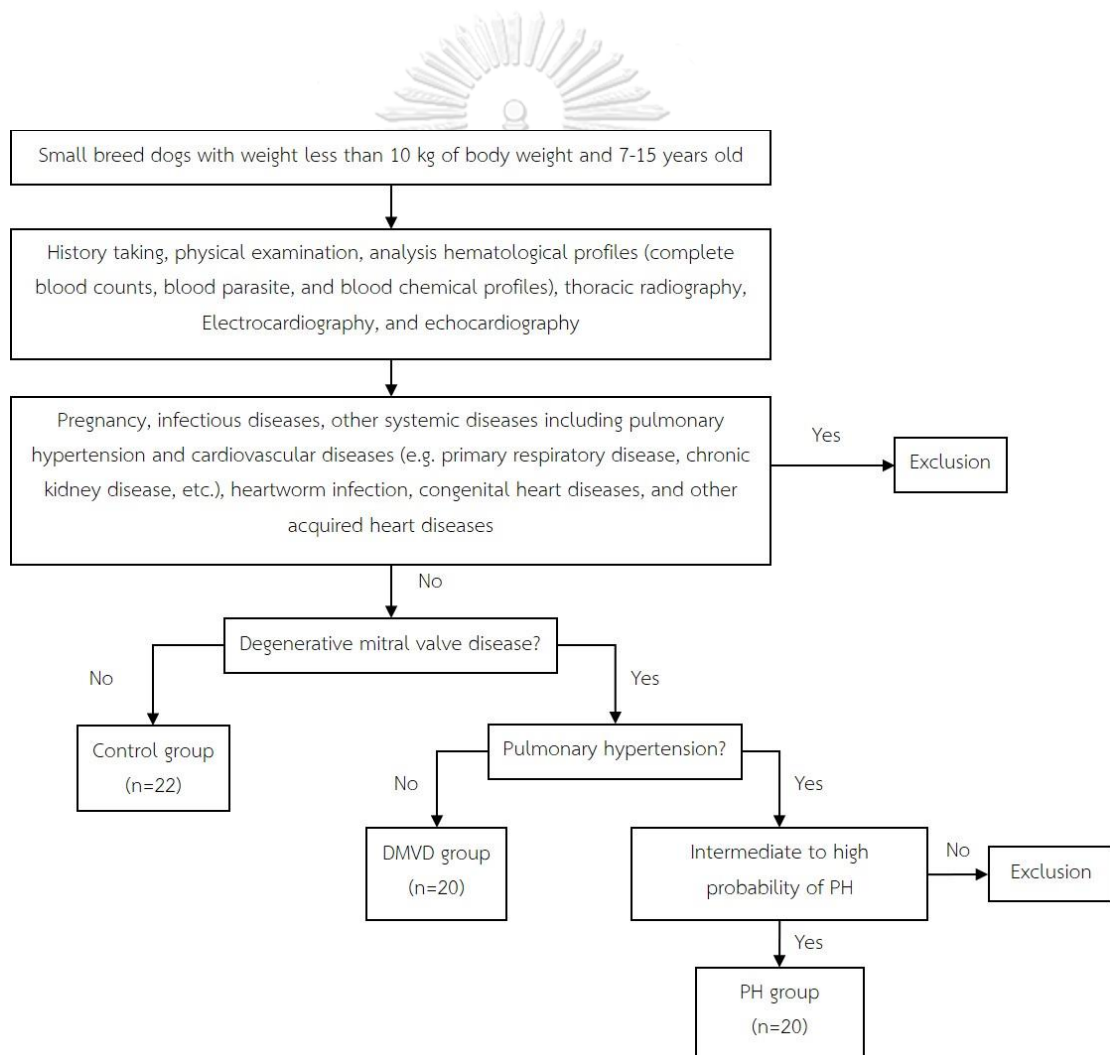 Small breed dogs with weight less than 10 kg of body weight and 7-15 years old
History taking, physical examination, analysis hematological profiles (complete
blood counts, blood parasite, and blood chemical profiles), thoracic radiography,
Electrocardiography, and echocardiography
Pregnancy, infectious diseases, other systemic diseases including pulmonary
hypertension and cardiovascular diseases (e.g. primary respiratory disease, chronic
kidney disease, etc.), heartworm infection, congenital heart diseases, and other
acquired heart diseases
Yes
Exclusion
No
Degenerative mitral valve disease?
No
Yes
Control group
(n=22)
Pulmonary hypertension?
No
Yes
DMVD group
(n=20)
Intermediate to high
probability of PH
No
Exclusion
Yes
PH group
(n=20)